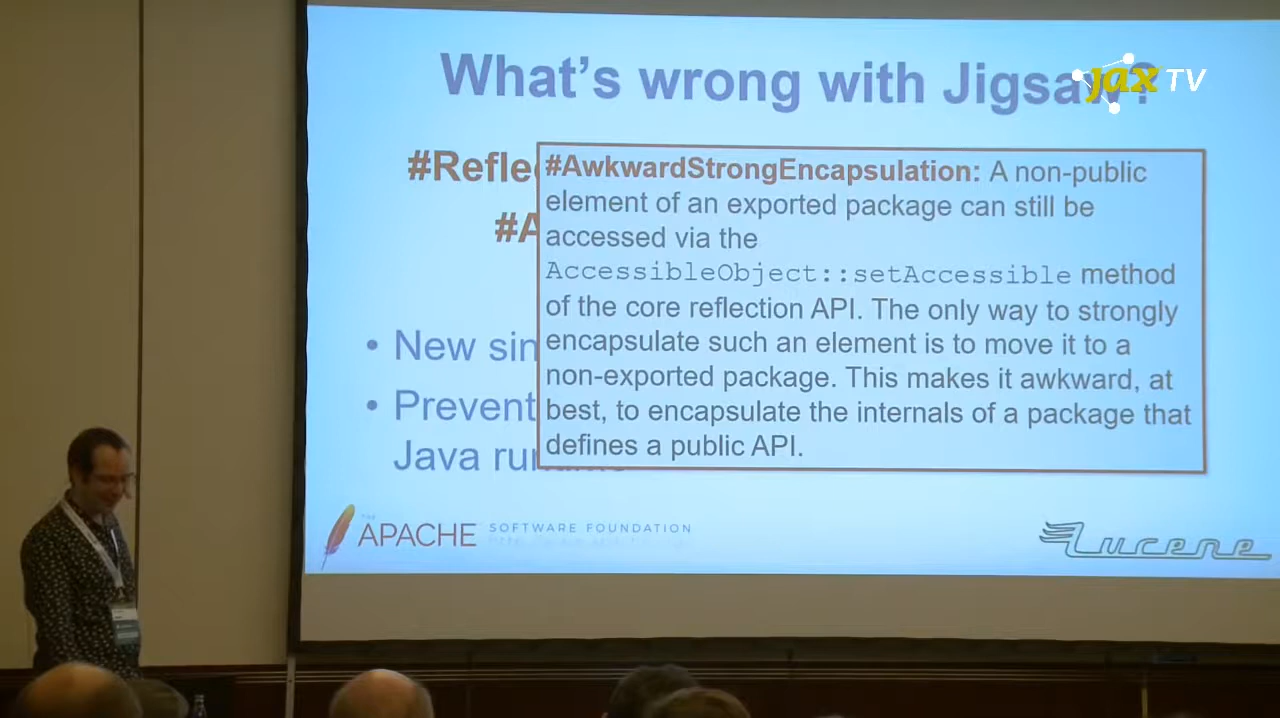 What's wrong with Jigsaw?
jax TV
#Refle
#A
#AwkwardStrongEncapsulation: A non-public
element of an exported package can still be
accessed via the
AccessibleObject::setAccessible method
of the core reflection API. The only way to strongly
encapsulate such an element is to move it to a
non-exported package. This makes it awkward, at
best, to encapsulate the internals of a package that
defines a public API.
• New sin
• Prevent
Java
THE
APACHE SOFTWARE FOUNDATION
Lucene